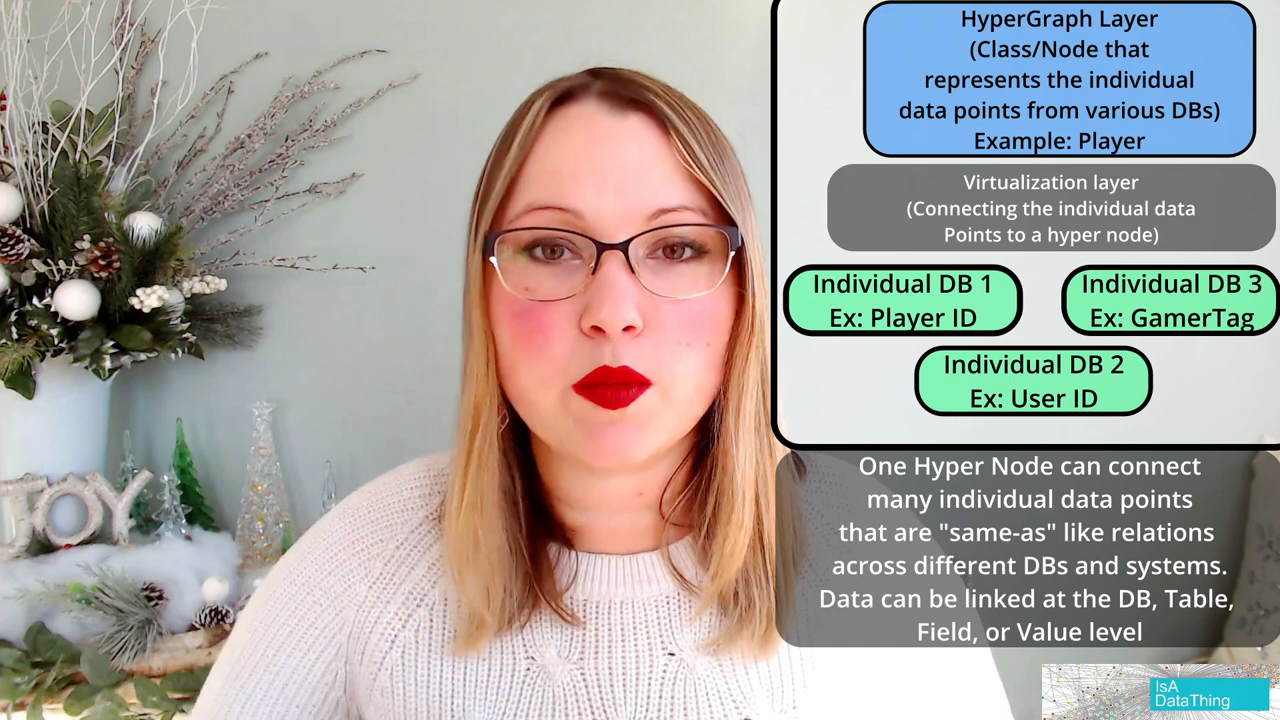 HyperGraph Layer
(Class/Node that
represents the individual
data points from various DBs)
Example: Player
Virtualization layer
(Connecting the individual data
Points to a hyper node)
Individual DB 1
Ex: Player ID
Individual DB 3
Ex: GamerTag
Individual DB 2
Ex: User ID
One Hyper Node can connect
many individual data points
that are "same-as" like relations
across different DBs and systems.
Data can be linked at the DB, Table,
Field, or Value level
JOY
IsA
DataThing